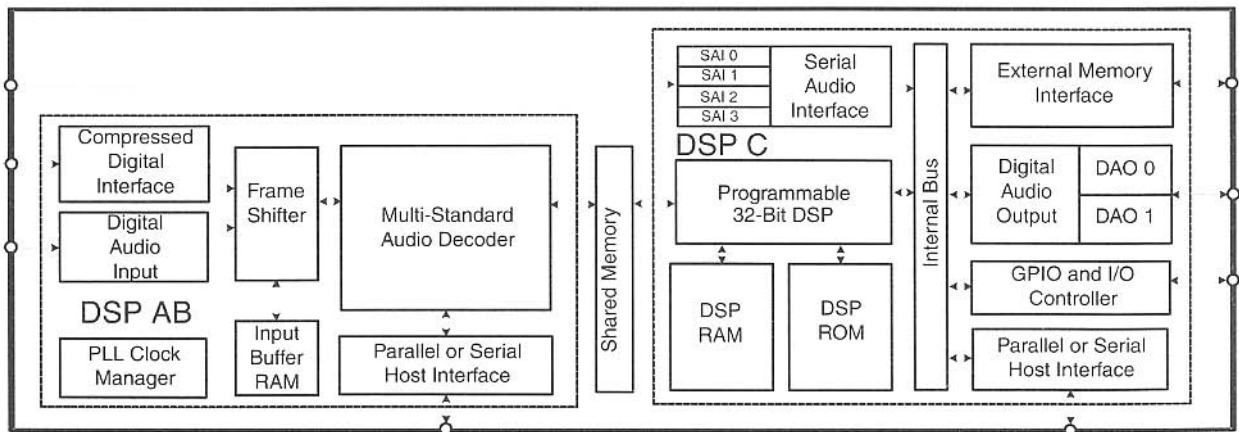 Compressed
Digital
Interface
Digital
Audio
Input
DSP AB
PLL Clock
Manager
Frame
Shifter
Input
Buffer
RAM
Multi-Standard
Audio Decoder
Parallel or Serial
Host Interface
Shared Memory
SAI 0
SAI 1
SAI 2
SAI 3
Serial
Audio
Interface
DSP C
Programmable
32-Bit DSP
DSP
RAM
DSP
ROM
Internal Bus
External Memory
Interface
Digital
Audio
Output
DAO 0
DAO 1
GPIO and I/O
Controller
Parallel or Serial
Host Interface